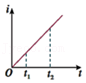 i
O t₁ t₂ t